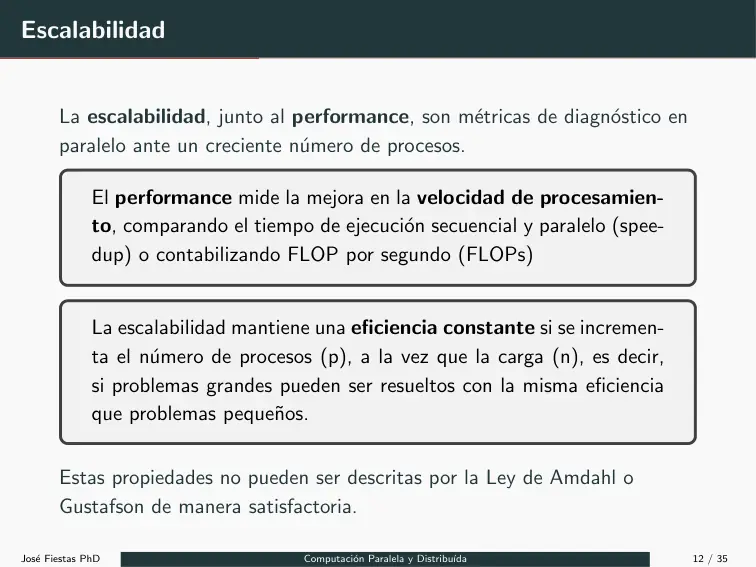 Escalabilidad
La escalabilidad, junto al performance, son métricas de diagnóstico en
paralelo ante un creciente número de procesos.
El performance mide la mejora en la velocidad de procesamien-
to, comparando el tiempo de ejecución secuencial y paralelo (spee-
dup) o contabilizando FLOP por segundo (FLOPs)
La escalabilidad mantiene una eficiencia constante si se incremen-
ta el número de procesos (p), a la vez que la carga (n), es decir,
si problemas grandes pueden ser resueltos con la misma eficiencia
que problemas pequeños.
Estas propiedades no pueden ser descritas por la Ley de Amdahl o
Gustafson de manera satisfactoria.
José Fiestas PhD
Computación Paralela y Distribuída
12 / 35